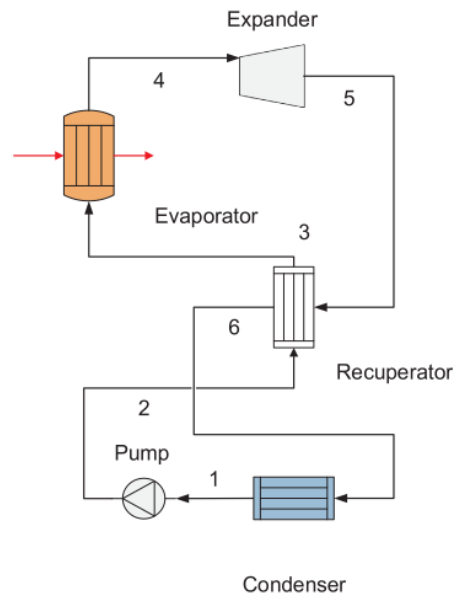 Expander
4
5
Evaporator
3
6
Recuperator
2
Pump
1
Condenser